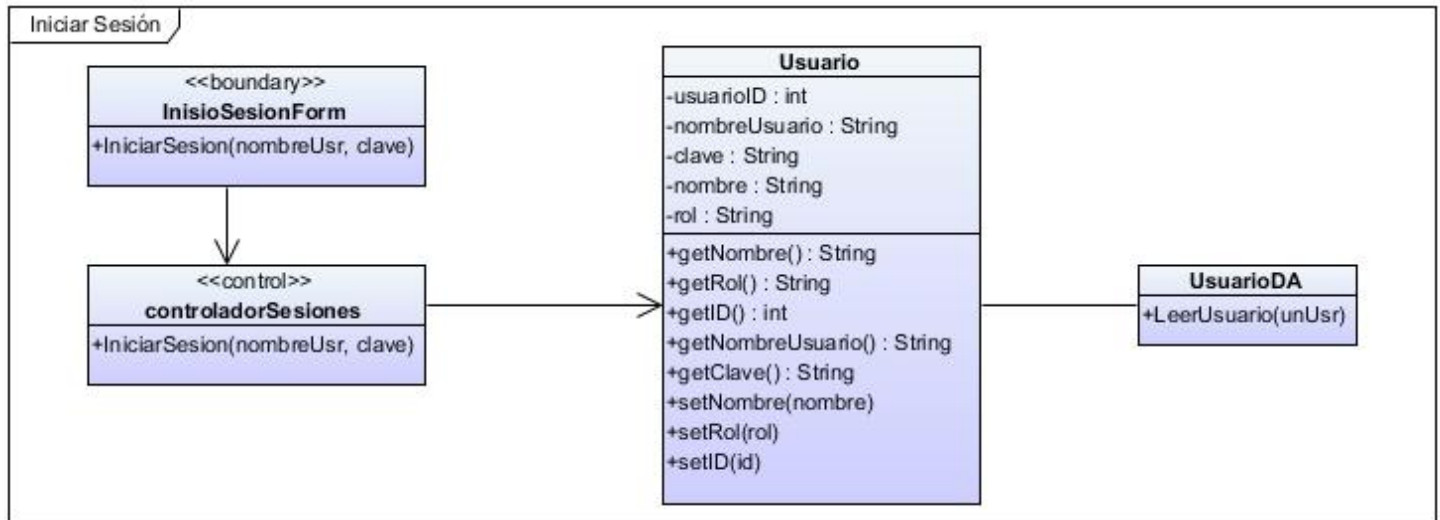 Iniciar Sesión
<<boundary>>
InisioSesionForm
+IniciarSesion(nombreUsr, clave)
<<control>>
controladorSesiones
+IniciarSesion(nombreUsr, clave)
Usuario
-usuarioID : int
-nombreUsuario : String
-clave : String
-nombre : String
-rol : String
+getNombre() : String
+getRol() : String
+getID() : int
+getNombreUsuario() : String
+getClave() : String
+setNombre(nombre)
+setRol(rol)
+setID(id)
UsuarioDA
+LeerUsuario(unUsr)